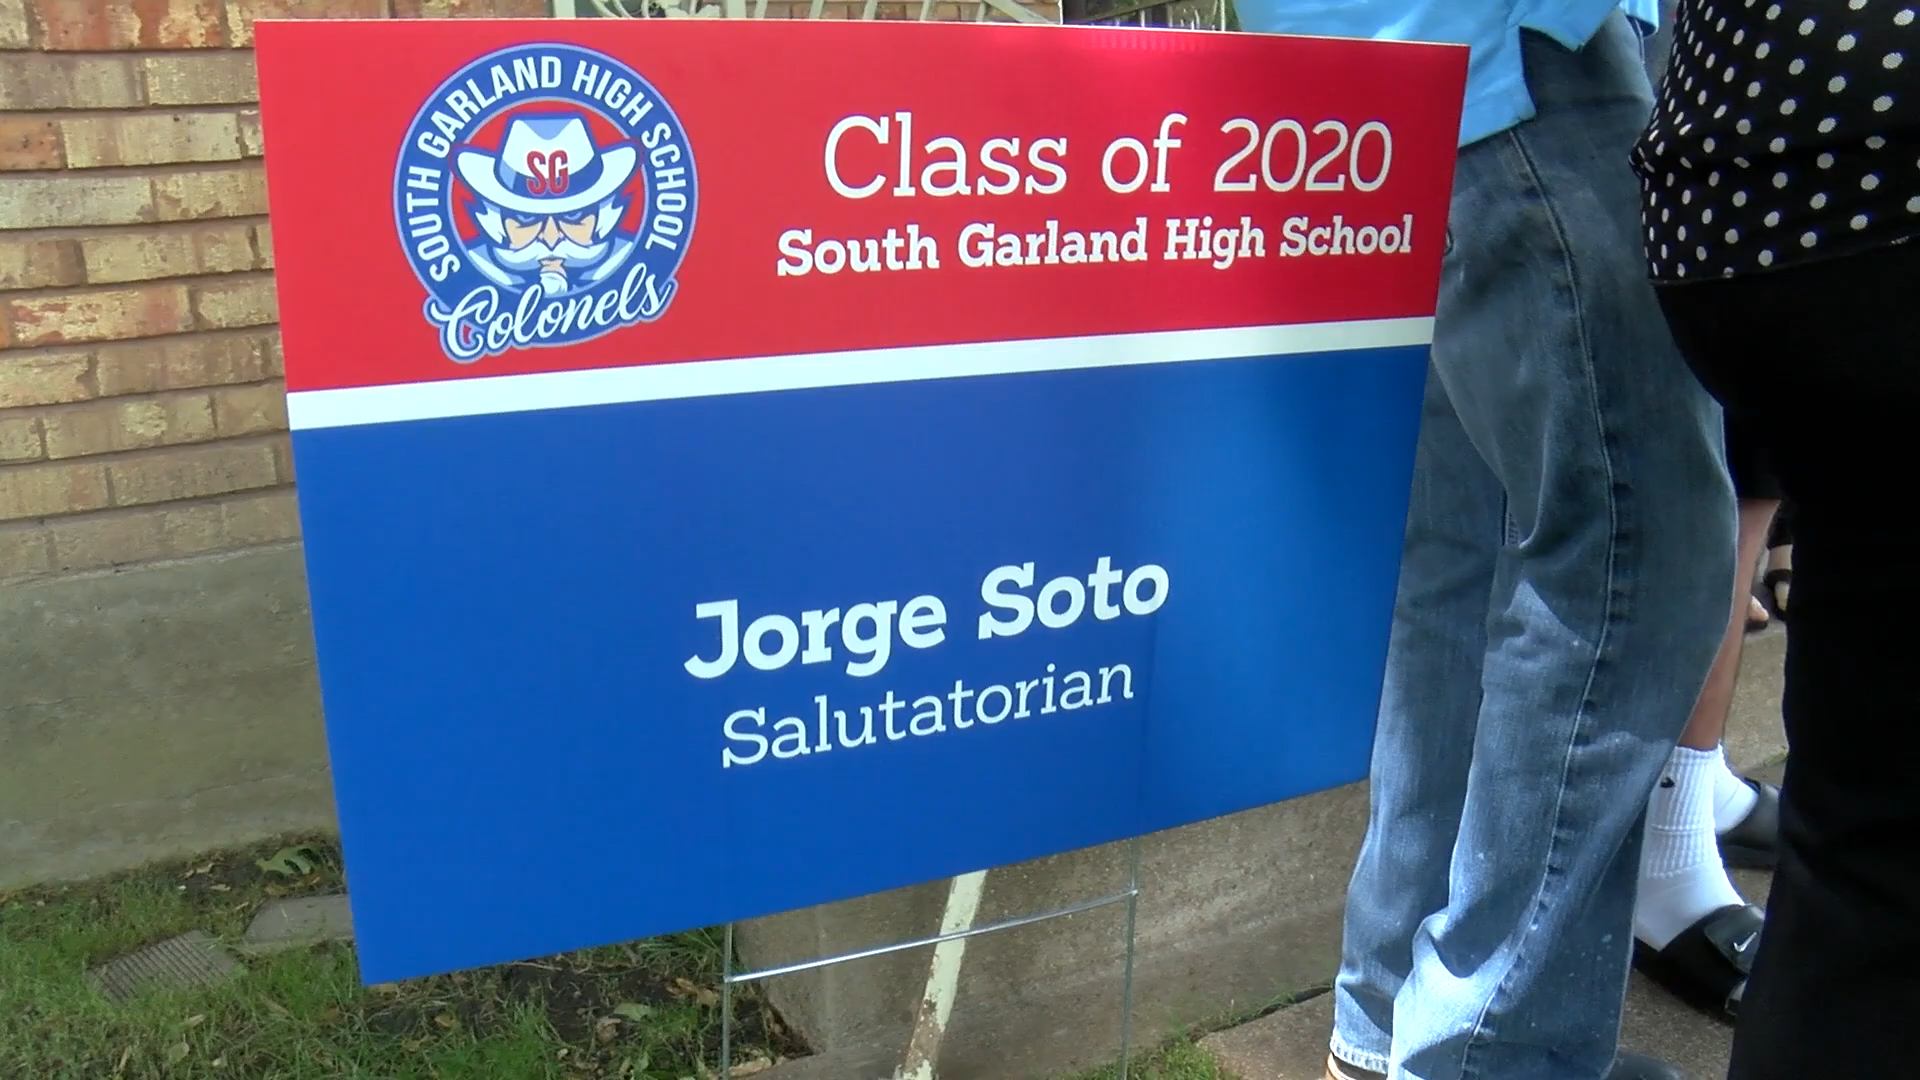 SOUTH GARLAND HIGH SCHOOL
SG
Colonels
Class of 2020
South Garland High School
Jorge Soto
Salutatorian